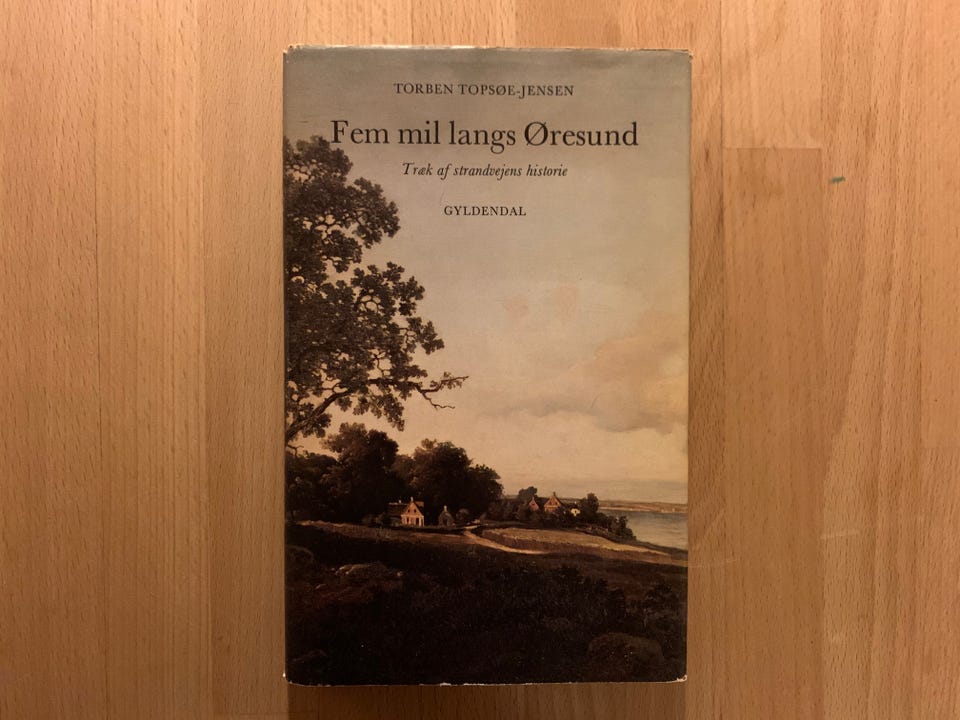 TORBEN TOPSØE-JENSEN
Fem mil langs Øresund
Træk af strandvejens historie
GYLDENDAL